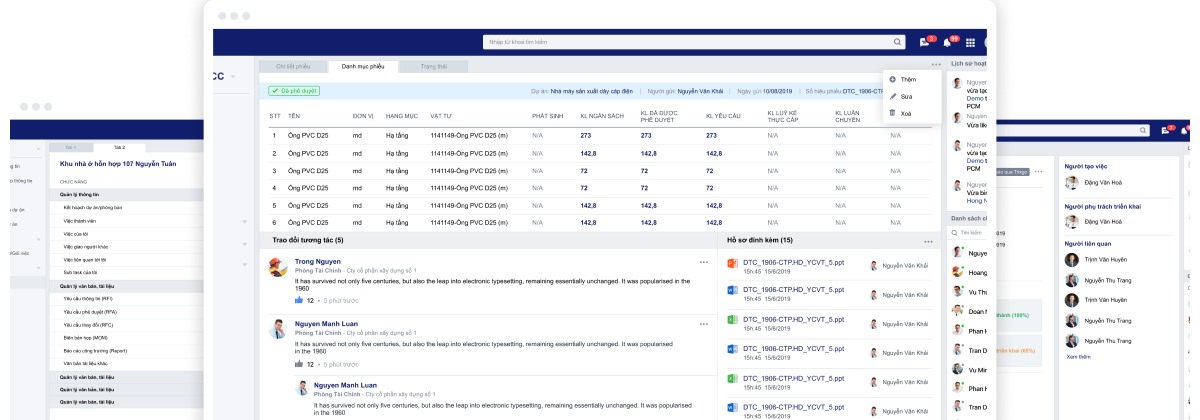 Nhập từ khoá tìm kiếm
3
99
CC
Chi tiết phiếu
Danh mục phiếu
Trạng thái
Thêm
Sửa
Xoá
Đã phê duyệt
Dự án: Nhà máy sản xuất dây cáp điện | Người gửi: Nguyễn Văn Khải | Ngày gửi:10/08/2019 | Số hiệu phiếu:DTC_1906-CTP
STT TÊN ĐƠN VỊ HẠNG MỤC VẬT TƯ PHÁT SINH KL NGÂN SÁCH KL ĐÃ ĐƯỢC PHÊ DUYỆT KL YÊU CẦU KL LUỸ KẾ THỰC CẤP KL LUÂN CHUYỂN
1 Ống PVC D25 md Hạ tầng 1141149-Ống PVC D25 (m) N/A 273 273 273 N/A N/A N/A
2 Ống PVC D25 md Hạ tầng 1141149-Ống PVC D25 (m) N/A 142,8 142,8 142,8 N/A N/A N/A
3 Ống PVC D25 md Hạ tầng 1141149-Ống PVC D25 (m) N/A 72 72 72 N/A N/A N/A
4 Ống PVC D25 md Hạ tầng 1141149-Ống PVC D25 (m) N/A 72 72 72 N/A N/A N/A
5 Ống PVC D25 md Hạ tầng 1141149-Ống PVC D25 (m) N/A 142,8 142,8 142,8 N/A N/A N/A
6 Ống PVC D25 md Hạ tầng 1141149-Ống PVC D25 (m) N/A 142,8 142,8 142,8 N/A N/A N/A
Trao đổi tương tác (5)
Trong Nguyen
Phòng Tài Chính - Cty cổ phần xây dựng số 1
It has survived not only five centuries, but also the leap into electronic typesetting, remaining essentially unchanged. It was popularised in the
1960
12 • 5 phút trước
Nguyen Manh Luan
Phòng Tài Chính - Cty cổ phần xây dựng số 1
It has survived not only five centuries, but also the leap into electronic typesetting, remaining essentially unchanged. It was popularised
in the 1960
12 • 5 phút trước
Nguyen Manh Luan
Phòng Tài Chính - Cty cổ phần xây dựng số 1
It has survived not only five centuries, but also the leap into electronic typesetting, remaining essentially unchanged. It was popularised
in the 1960
Hồ sơ đính kèm (15)
DTC_1906-CTP.HD_YCVT_5.ppt
15h:45 15/6/2019
Nguyễn Văn Khải
DTC_1906-CTP.HD_YCVT_5.ppt
15h:45 15/6/2019
Nguyễn Văn Khải
DTC_1906-CTP.HD_YCVT_5.ppt
15h:45 15/6/2019
Nguyễn Văn Khải
DTC_1906-CTP.HD_YCVT_5.ppt
15h:45 15/6/2019
Nguyễn Văn Khải
DTC_1906-CTP.HD_YCVT_5.ppt
15h:45 15/6/2019
Nguyễn Văn Khải
DTC_1906-CTP.HD_YCVT_5.ppt
15h:45 15/6/2019
Nguyễn Văn Khải
Lịch sử hoạt
Nguyen
vừa tạo
Demo t
PCM
Nguyen
Vừa like
Nguyen
vừa tạo
Demo t
PCM
Nguyen
Vừa bìn
Hong N
Danh sách c
Tìm kiếm
Nguye
Hoang
Vu Thu
Doan M
Phan H
Tran D
Vu Min
Phan H
Tran D
Tab 1
Tab 2
Khu nhà ở hỗn hợp 107 Nguyễn Tuân
CHỨC NĂNG
Quản lý thông tin
Kế hoạch dự án/phòng ban
Việc thành viên
Việc của tôi
Việc giao người khác
Việc liên quan tới tôi
Sub task của tôi
Quản lý văn bản, tài liệu
Yêu cầu thông tin (RFI)
Yêu cầu phê duyệt (RFA)
Yêu cầu thay đổi (RFC)
Biên bản họp (MOM)
Báo cáo công trường (Report)
Văn bản tài liệu khác
Quản lý văn bản, tài liệu
Quản lý văn bản, tài liệu
Quản lý văn bản, tài liệu
3
Người tạo việc
Đặng Văn Hoà
Người phụ trách triển khai
Đặng Văn Hoà
Người liên quan
Trịnh Văn Huyên
Nguyễn Thu Trang
Trịnh Văn Huyên
Nguyễn Thu Trang
Nguyễn Thu Trang
Xem thêm
2019
2019
thành (100%)
triển khai (65%)